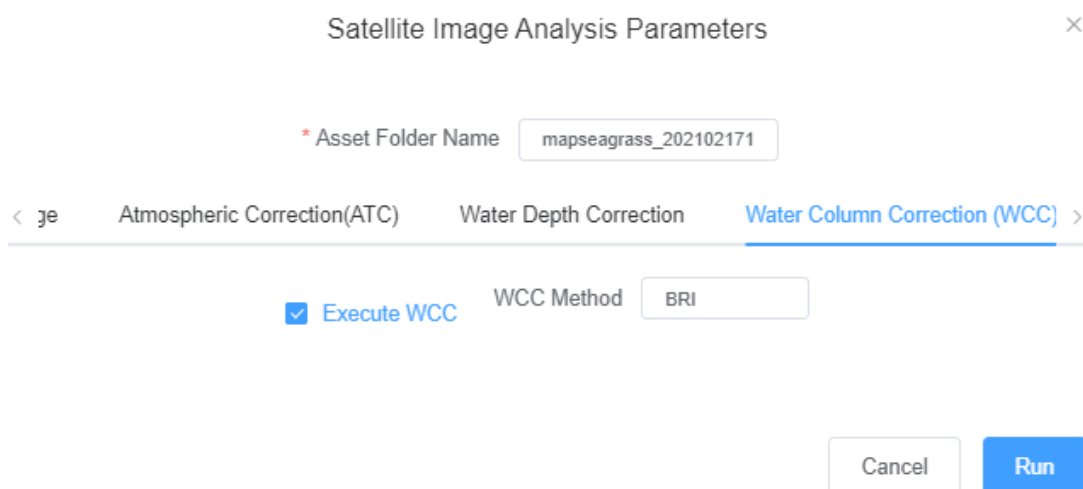 Satellite Image Analysis Parameters
* Asset Folder Name mapseagrass_202102171
ge Atmospheric Correction(ATC) Water Depth Correction Water Column Correction (WCC)
Execute WCC WCC Method BRI
Cancel Run